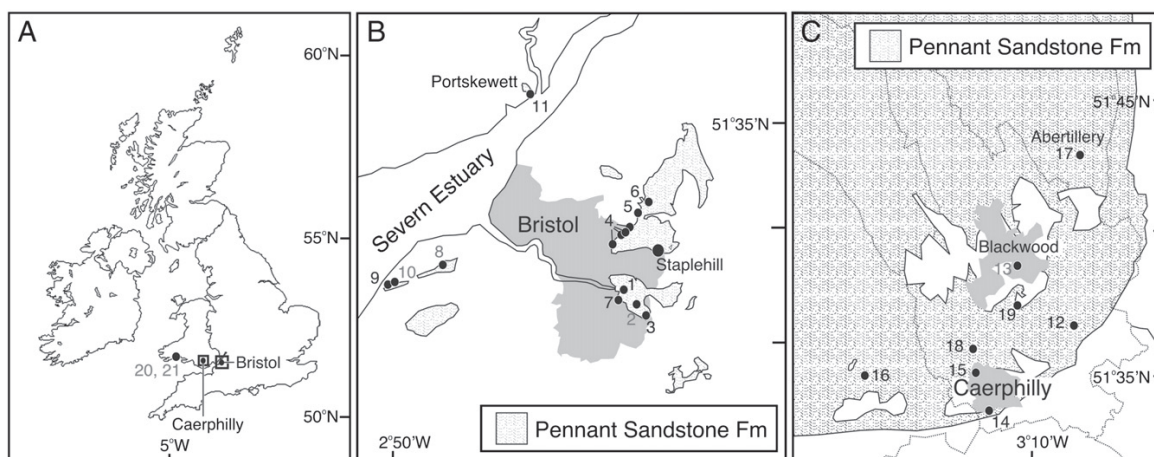 A
60°N
55°N
20, 21
Bristol
Caerphilly
50°N
5°W
B
Portskewett
11
51°35’N
Severn Estuary
6
5
4
Bristol
Staplehill
8
9
10
1
7
2
3
Pennant Sandstone Fm
2°50’W
C
Pennant Sandstone Fm
51°45’N
Abertillery
17
Blackwood
13
19
12
18
15
16
Caerphilly
51°35’N
14
3°10’W